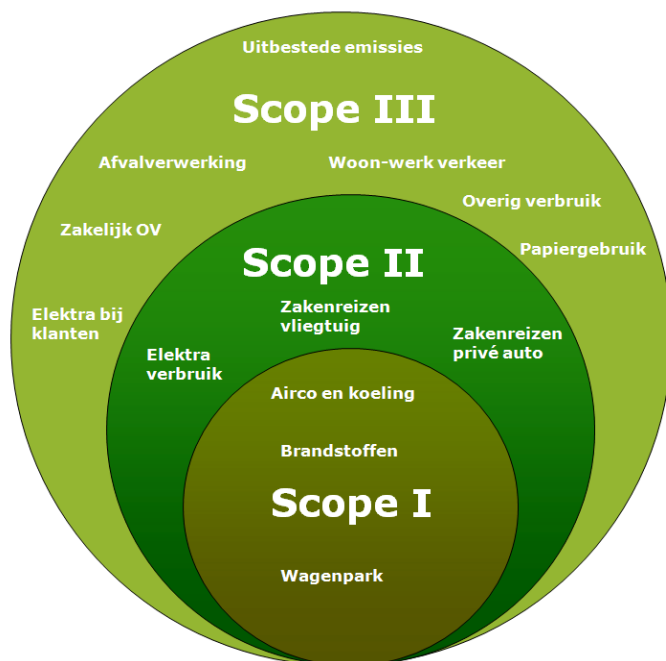 Uitbestede emissies
Scope III
Afvalverwerking
Woon-werk verkeer
Overig verbruik
Zakelijk OV
Papiergebruik
Scope II
Elektra bij
klanten
Zakenreizen
vliegtuig
Zakenreizen
privé auto
Elektra
verbruik
Airco en koeling
Brandstoffen
Scope I
Wagenpark